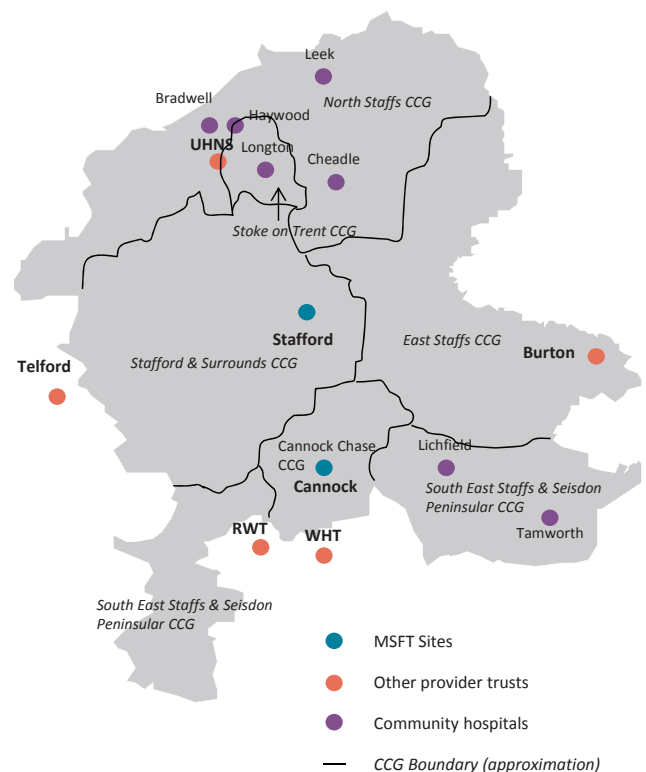 Leek
North Staffs CCG
Bradwell
Haywood
UHNS
Longton
Cheadle
Stoke on Trent CCG
Stafford
East Staffs CCG
Burton
Telford
Stafford & Surrounds CCG
Cannock Chase
CCG
Lichfield
Cannock
South East Staffs & Seisdon
Peninsular CCG
Tamworth
RWT
WHT
South East Staffs & Seisdon
Peninsular CCG
MSFT Sites
Other provider trusts
Community hospitals
CCG Boundary (approximation)